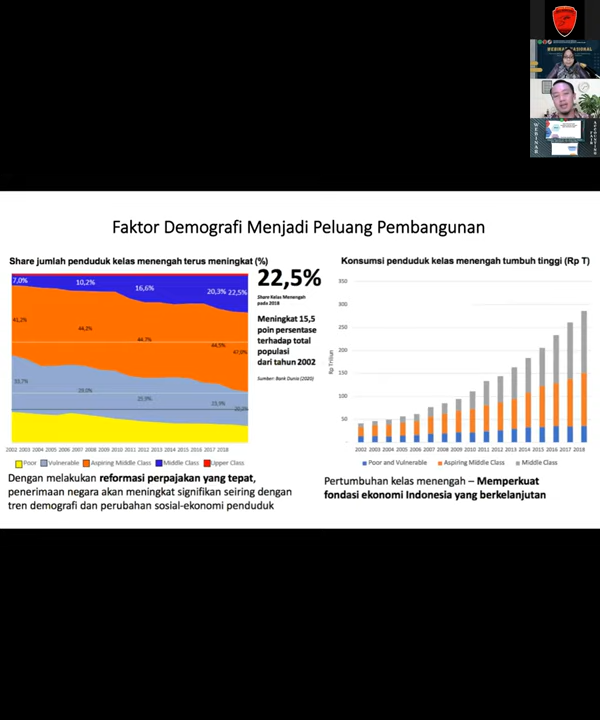 WEBINAR NASIONAL
WEBINAR
Faktor Demografi Menjadi Peluang Pembangunan
Share jumlah penduduk kelas menengah terus meningkat (%)
7,0%
10,2%
16,6%
20,3%
22,5%
41,2%
44,2%
44,7%
44,5%
47,9%
2002 2003 2004 2005 2006 2007 2008 2009 2010 2011 2012 2013 2014 2015 2016 2017 2018
Poor Vulnerable Aspiring Middle Class Middle Class Upper Class
22,5%
Share Kelas Menengah
pada 2018
Meningkat 15,5
poin persentase
terhadap total
populasi
dari tahun 2002
Sumber: Bank Dunia (2020)
Dengan melakukan reformasi perpajakan yang tepat,
penerimaan negara akan meningkat signifikan seiring dengan
tren demografi dan perubahan sosial-ekonomi penduduk
Konsumsi penduduk kelas menengah tumbuh tinggi (Rp T)
350
300
250
200
150
100
50
-
Rp Triliun
2002 2003 2004 2005 2006 2007 2008 2009 2010 2011 2012 2013 2014 2015 2016 2017 2018
Poor and Vulnerable Aspiring Middle Class Middle Class
Pertumbuhan kelas menengah – Memperkuat
fondasi ekonomi Indonesia yang berkelanjutan